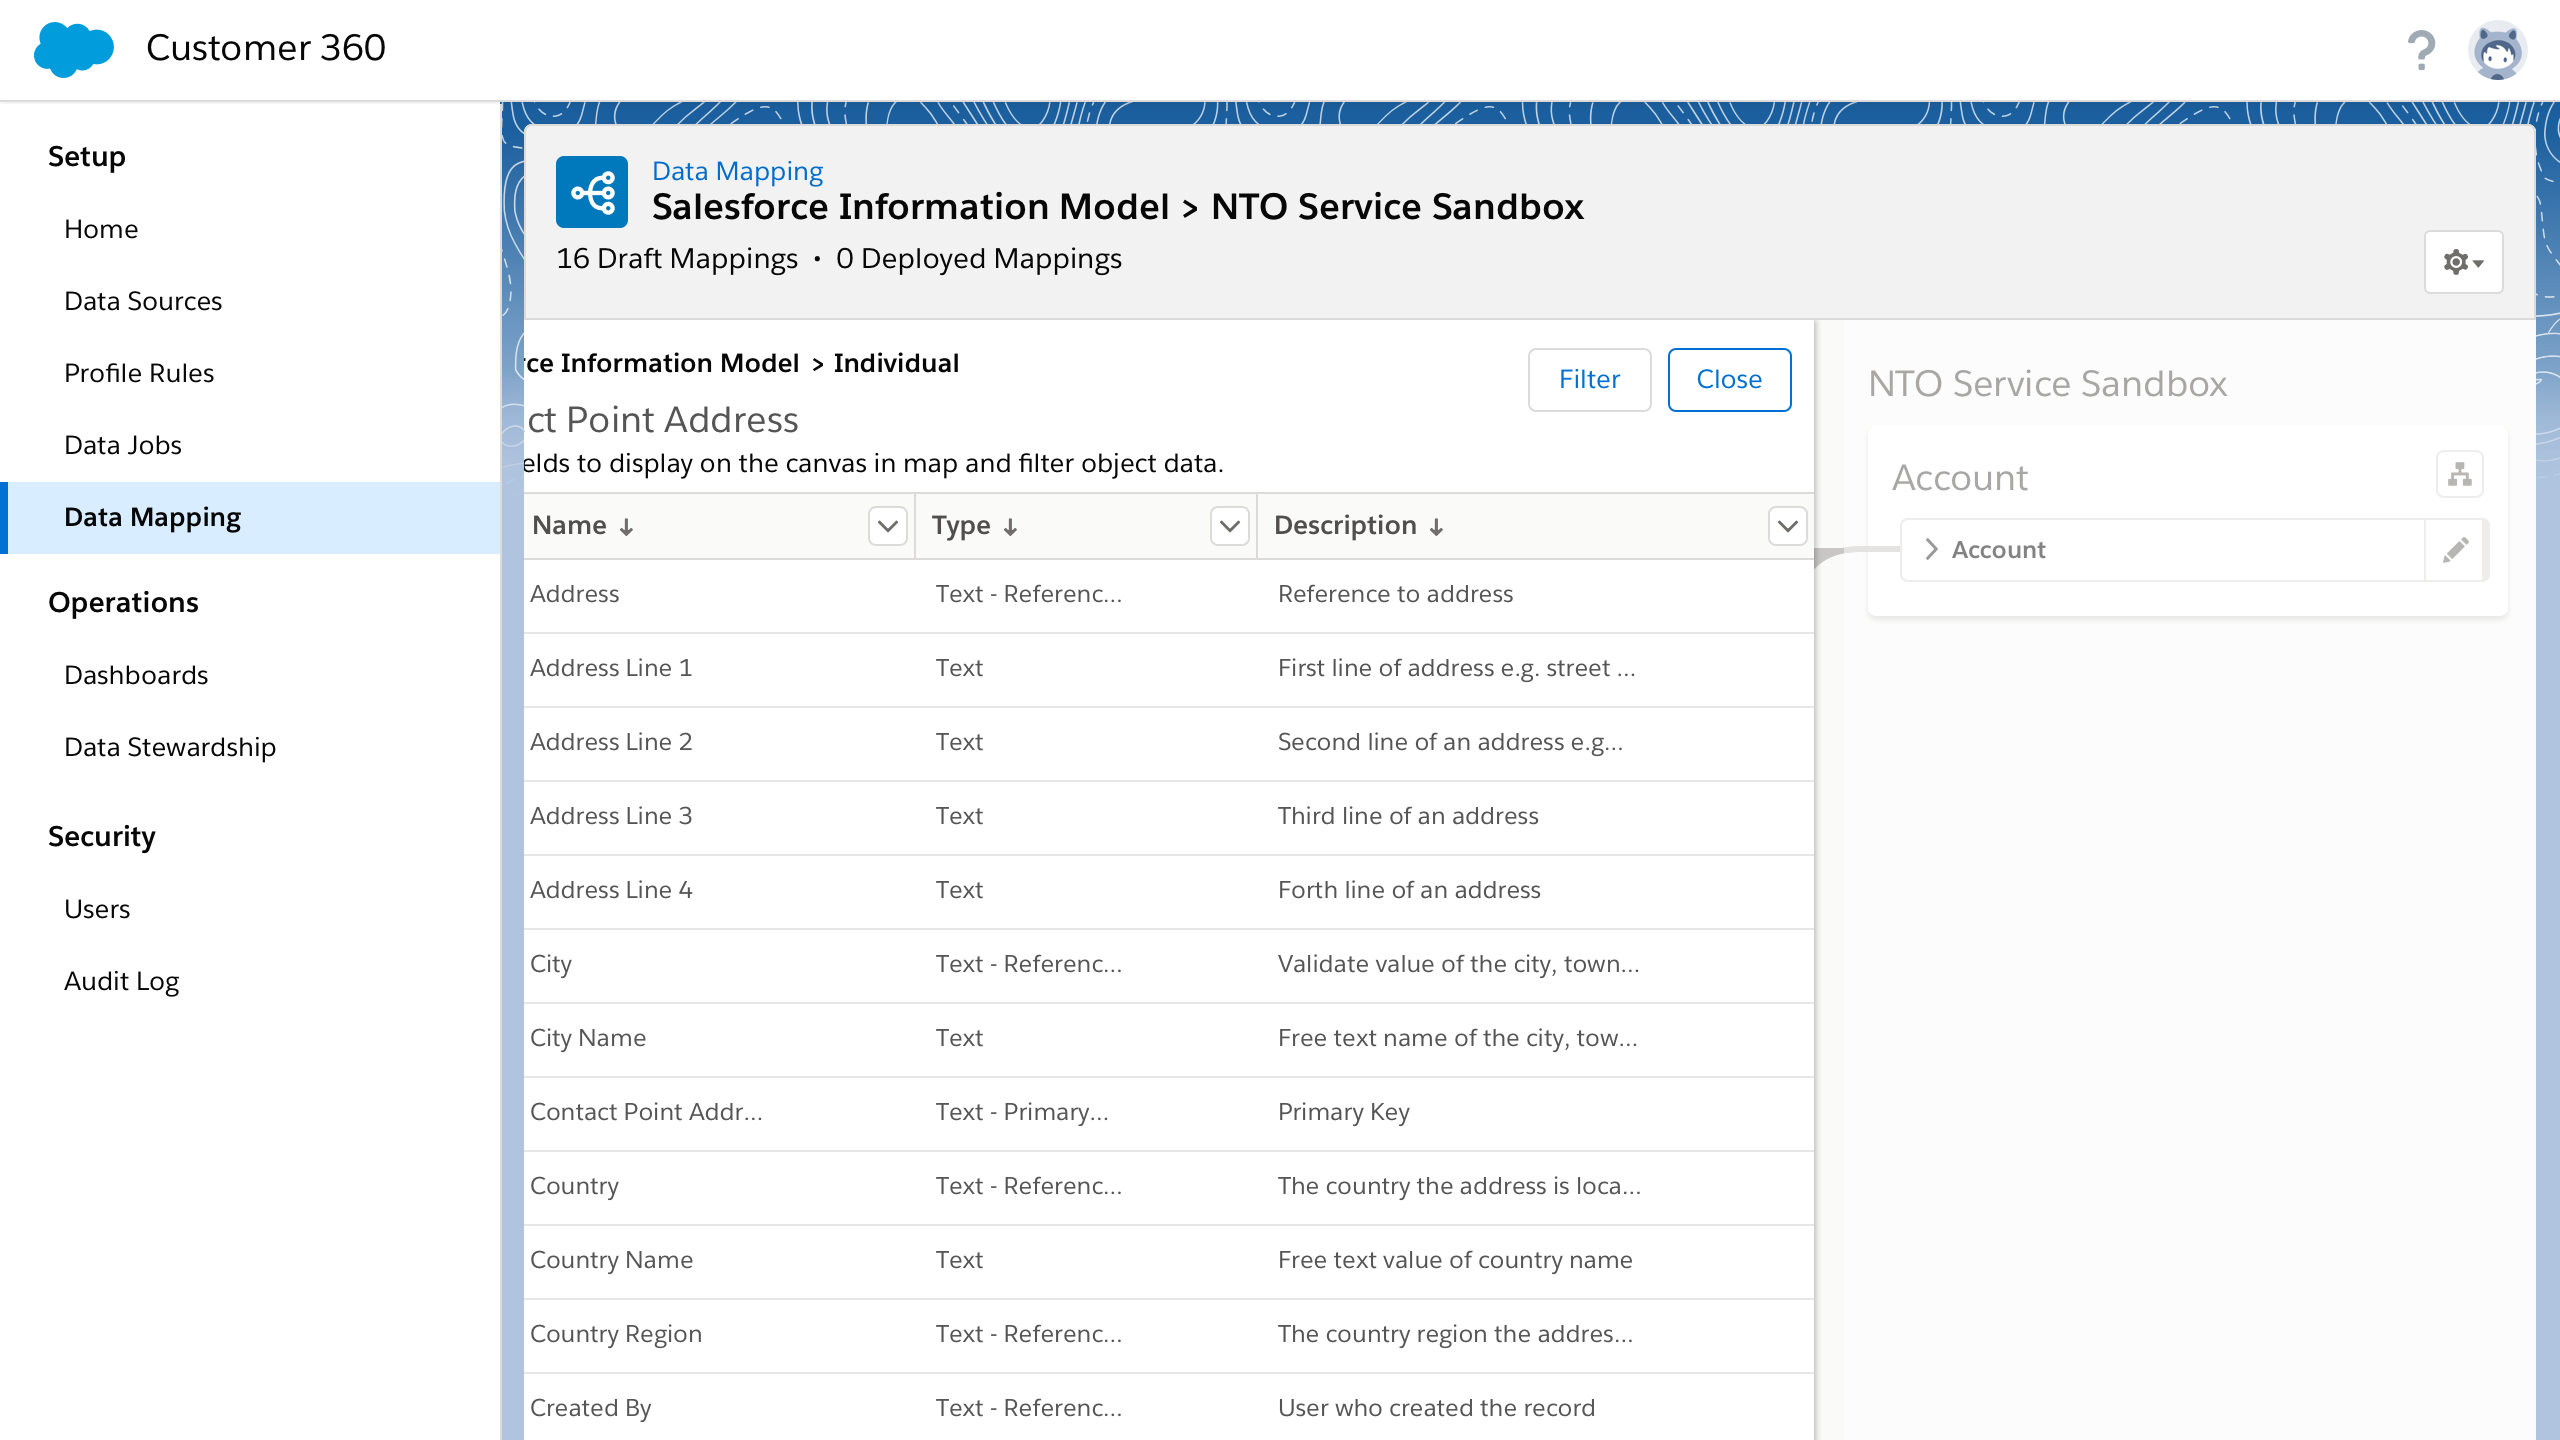 Customer 360
?
Setup
Home
Data Sources
Profile Rules
Data Jobs
Data Mapping
Operations
Dashboards
Data Stewardship
Security
Users
Audit Log
Data Mapping
Salesforce Information Model > NTO Service Sandbox
16 Draft Mappings • 0 Deployed Mappings
rce Information Model > Individual
Filter
Close
ct Point Address
elds to display on the canvas in map and filter object data.
Name Type Description
Address Text - Referenc... Reference to address
Address Line 1 Text First line of address e.g. street ...
Address Line 2 Text Second line of an address e.g...
Address Line 3 Text Third line of an address
Address Line 4 Text Forth line of an address
City Text - Referenc... Validate value of the city, town...
City Name Text Free text name of the city, tow...
Contact Point Addr... Text - Primary... Primary Key
Country Text - Referenc... The country the address is loca...
Country Name Text Free text value of country name
Country Region Text - Referenc... The country region the addres...
Created By Text - Referenc... User who created the record
NTO Service Sandbox
Account
Account